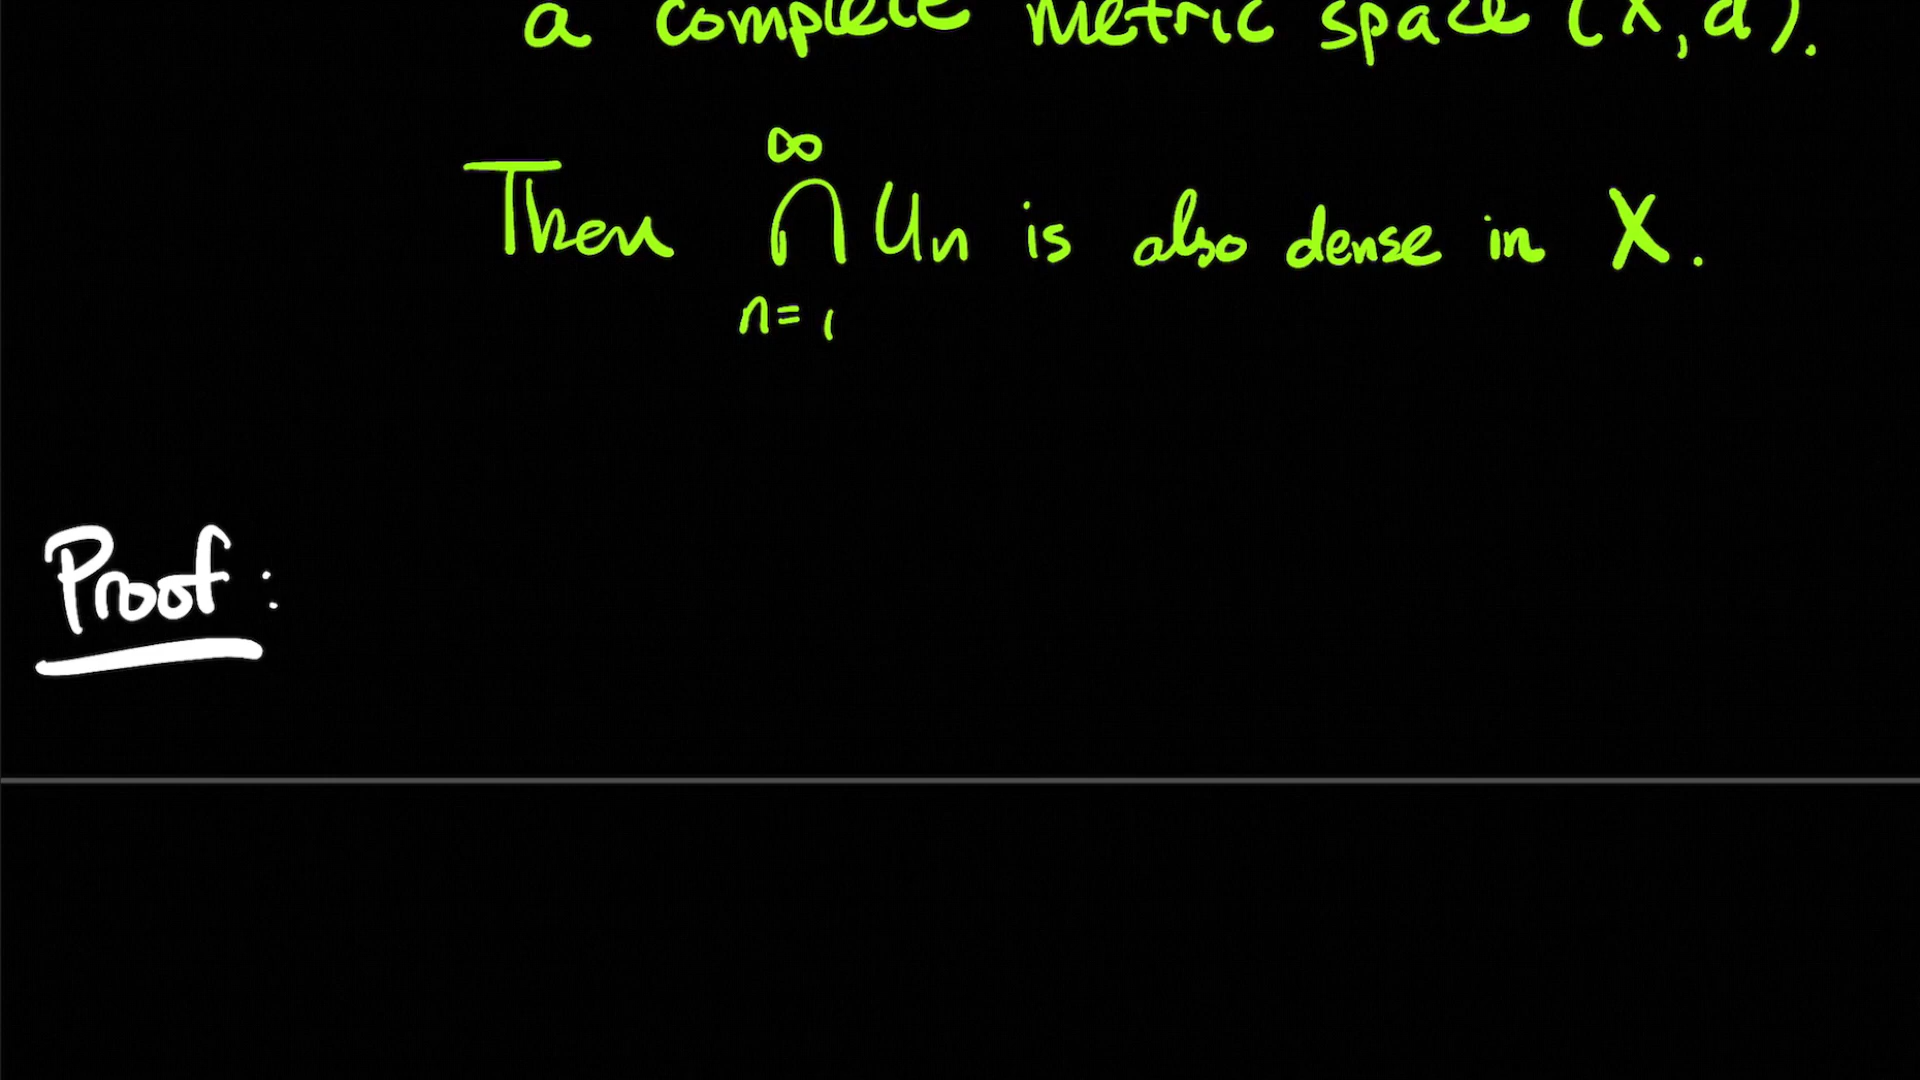 a complete metric space (X,d).
∞
Then ∩ Un is also dense in X.
n=1
Proof: